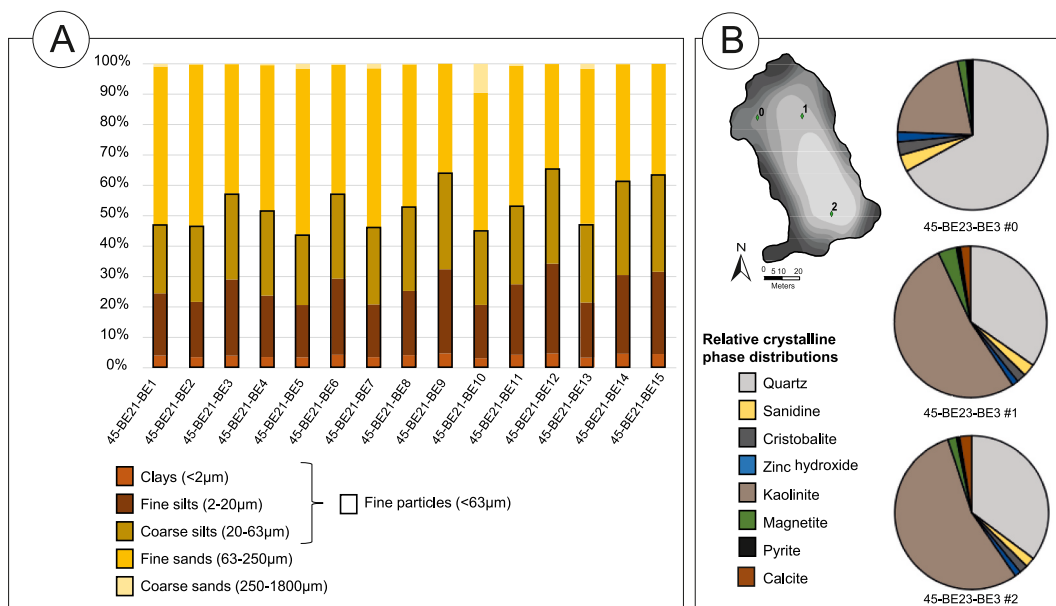 A
100%
90%
80%
70%
60%
50%
40%
30%
20%
10%
0%
45-BE21-BE1
45-BE21-BE2
45-BE21-BE3
45-BE21-BE4
45-BE21-BE5
45-BE21-BE6
45-BE21-BE7
45-BE21-BE8
45-BE21-BE9
45-BE21-BE10
45-BE21-BE11
45-BE21-BE12
45-BE21-BE13
45-BE21-BE14
45-BE21-BE15
Clays (<2µm)
Fine silts (2-20µm)
Coarse silts (20-63µm)
Fine sands (63-250µm)
Coarse sands (250-1800µm)
Fine particles (<63µm)
B
0
1
2
N
0 5 10 20
Meters
Relative crystalline
phase distributions
Quartz
Sanidine
Cristobalite
Zinc hydroxide
Kaolinite
Magnetite
Pyrite
Calcite
45-BE23-BE3 #0
45-BE23-BE3 #1
45-BE23-BE3 #2